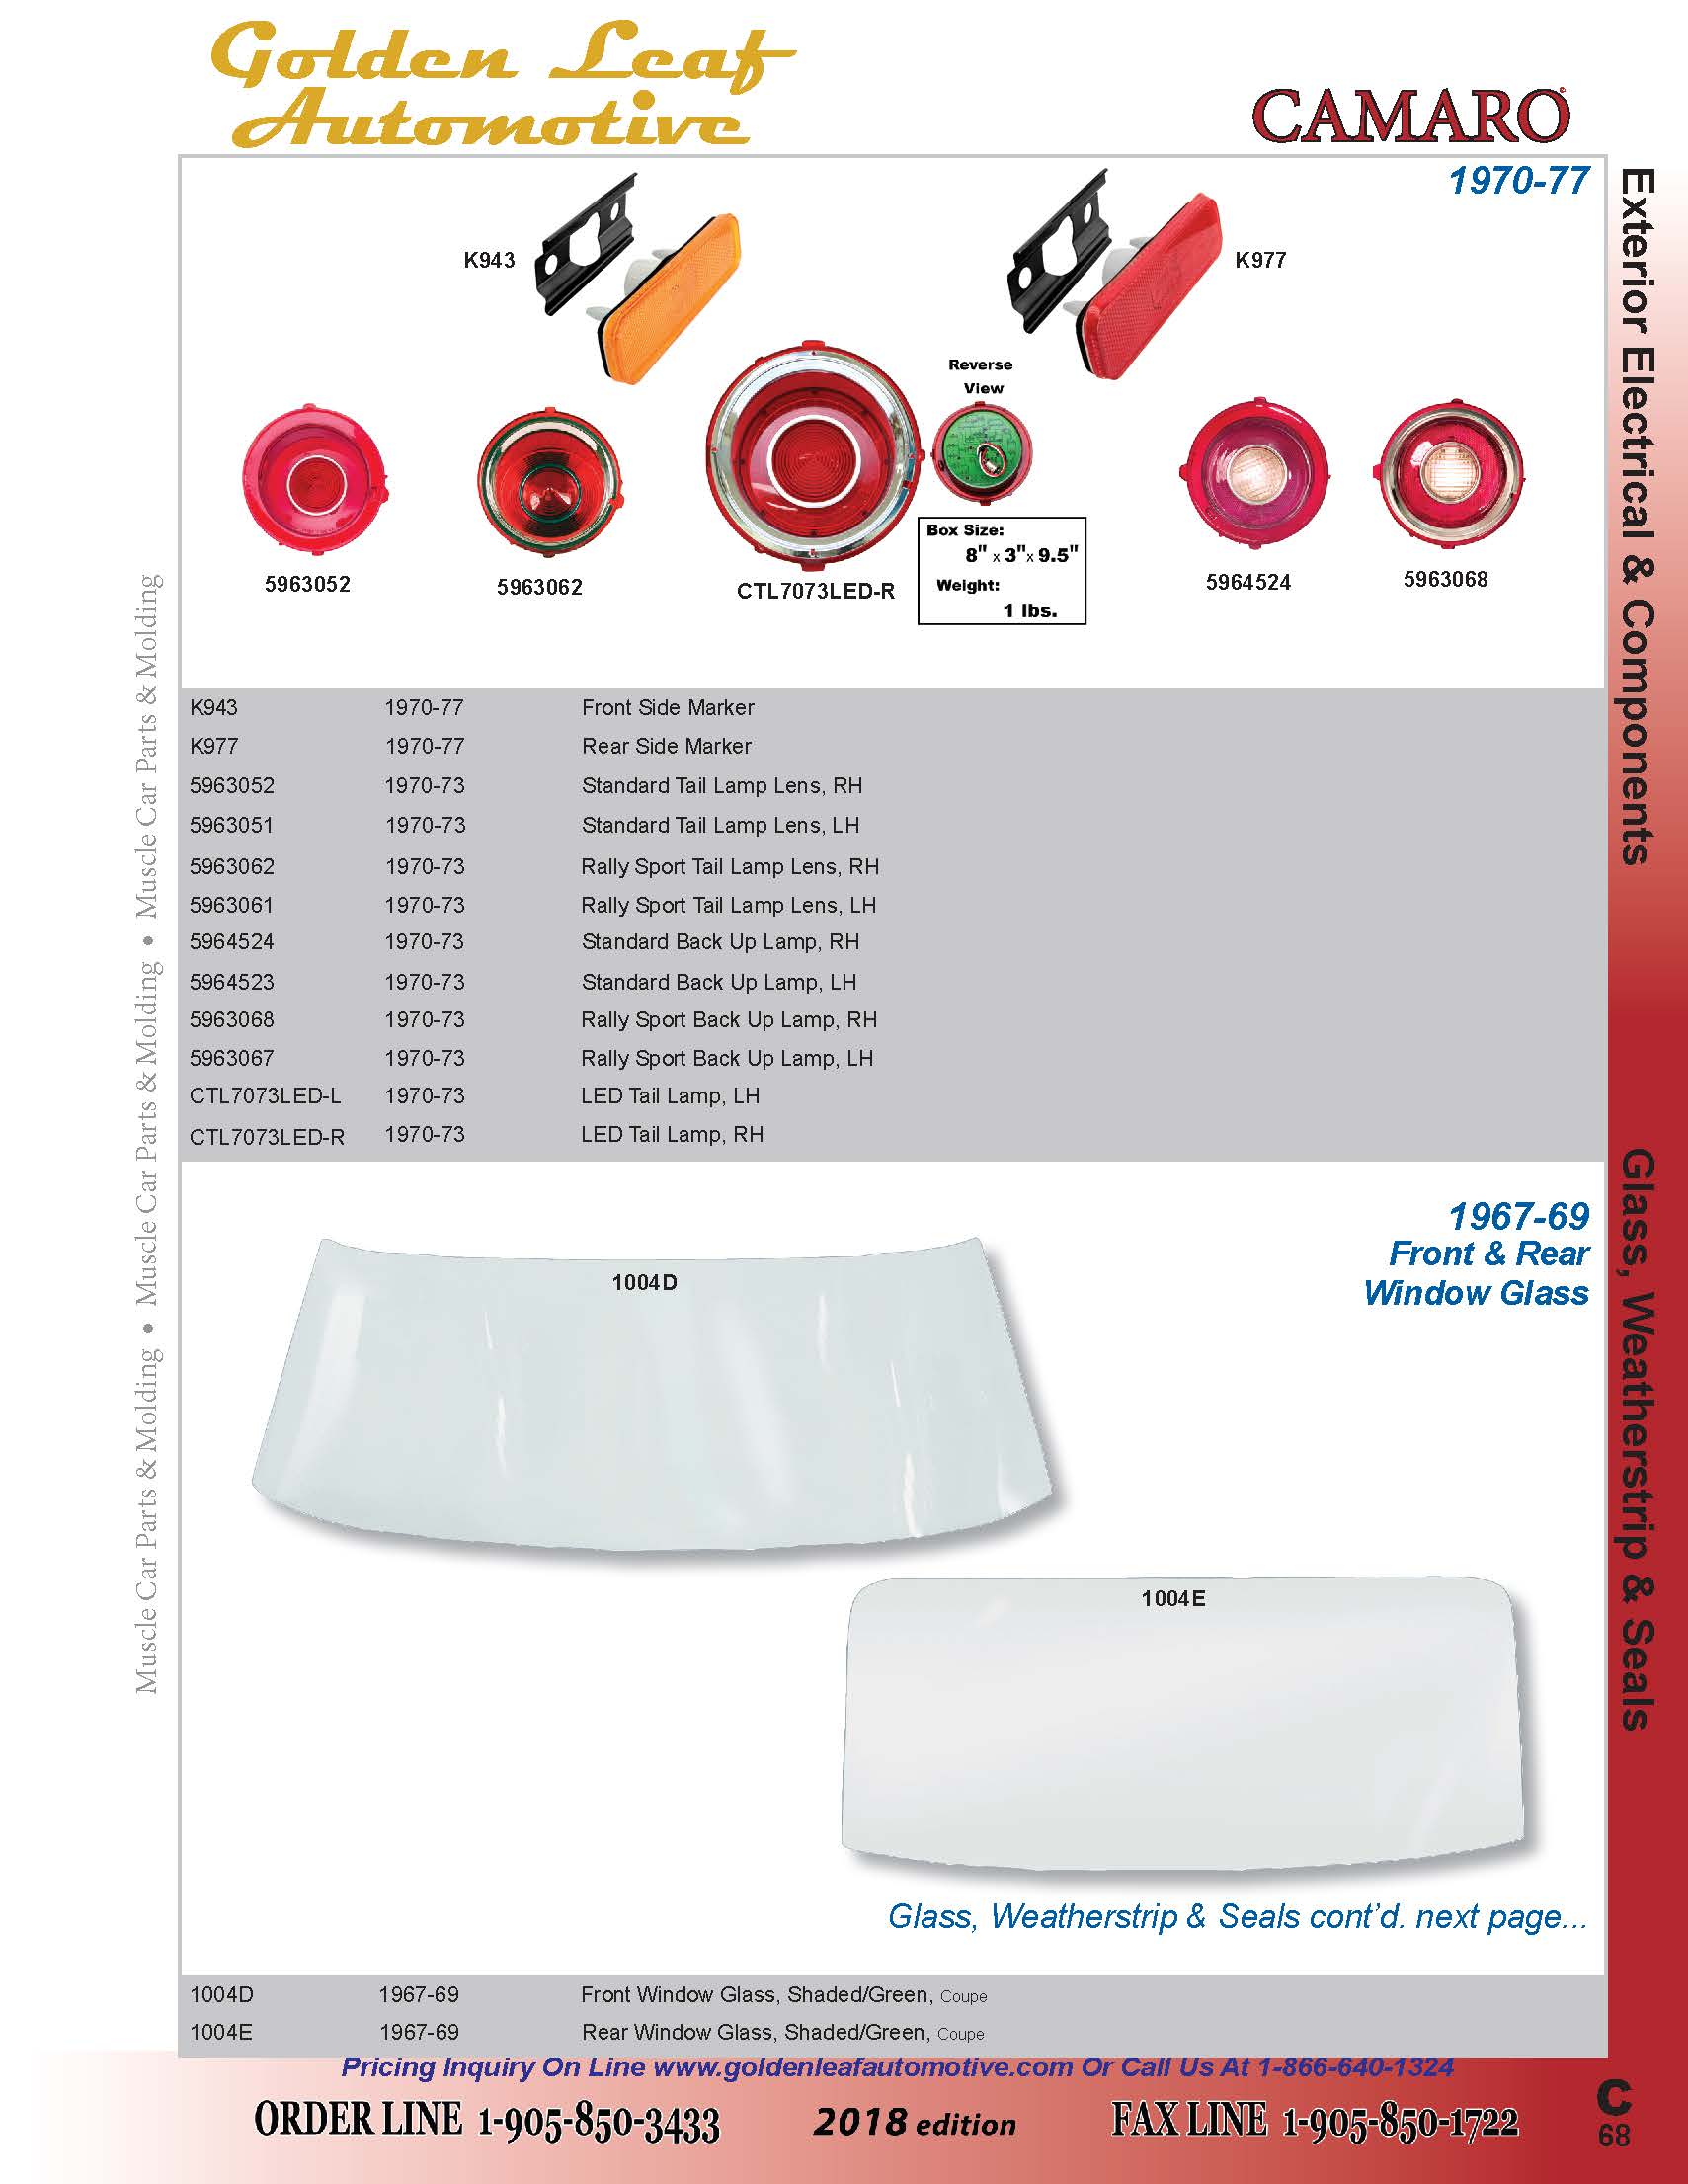 Golden Leaf
Automotive
CAMARO
1970-77
K943
K977
Reverse
View
Box Size:
8" x 3"x 9.5"
Weight:
1 lbs.
5963052
5963062
CTL7073LED-R
5964524
5963068
K943 1970-77 Front Side Marker
K977 1970-77 Rear Side Marker
5963052 1970-73 Standard Tail Lamp Lens, RH
5963051 1970-73 Standard Tail Lamp Lens, LH
5963062 1970-73 Rally Sport Tail Lamp Lens, RH
5963061 1970-73 Rally Sport Tail Lamp Lens, LH
5964524 1970-73 Standard Back Up Lamp, RH
5964523 1970-73 Standard Back Up Lamp, LH
5963068 1970-73 Rally Sport Back Up Lamp, RH
5963067 1970-73 Rally Sport Back Up Lamp, LH
CTL7073LED-L 1970-73 LED Tail Lamp, LH
CTL7073LED-R 1970-73 LED Tail Lamp, RH
1967-69
Front & Rear
Window Glass
1004D
1004E
Glass, Weatherstrip & Seals cont'd. next page...
1004D 1967-69 Front Window Glass, Shaded/Green, Coupe
1004E 1967-69 Rear Window Glass, Shaded/Green, Coupe
Pricing Inquiry On Line www.goldenleafautomotive.com Or Call Us At 1-866-640-1324
ORDER LINE 1-905-850-3433 2018 edition FAX LINE 1-905-850-1722
C
68
Exterior Electrical & Components
Glass, Weatherstrip & Seals
Muscle Car Parts & Molding • Muscle Car Parts & Molding • Muscle Car Parts & Molding